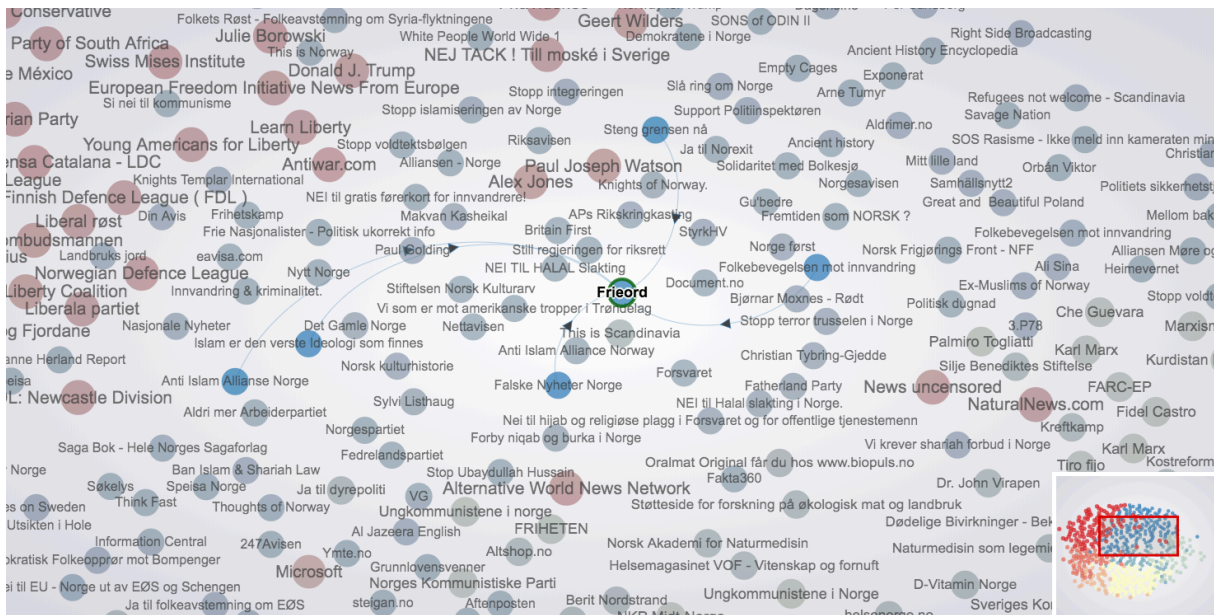 Conservative
Folkets Røst - Folkeavstemning om Syria-flyktningene
Geert Wilders
SONS of ODIN II
Julie Borowski
White People World Wide 1
Demokratene i Norge
Right Side Broadcasting
Party of South Africa
This is Norway
NEJ TACK ! Till moské i Sverige
Ancient History Encyclopedia
Swiss Mises Institute
Donald J. Trump
Empty Cages
Exponerat
e México
European Freedom Initiative News From Europe
Stopp integreringen
Slå ring om Norge
Arne Tumyr
Refugees not welcome - Scandinavia
Si nei til kommunisme
Stopp islamiseringen av Norge
Support Politiinspektøren
Savage Nation
rian Party
Learn Liberty
Steng grensen nå
Aldrimer.no
Young Americans for Liberty
Stopp voldtektsbølgen
Riksavisen
Ja til Norexit
Ancient history
SOS Rasisme - Ikke meld inn kameraten min
ensa Catalana - LDC
Antiwar.com
Alliansen - Norge
Paul Joseph Watson
Solidaritet med Bolkesjø
Mitt lille land
Orbán Viktor
Christian
League
Knights Templar International
Alex Jones
Knights of Norway.
Norgesavisen
Samhällsnytt2
Politiets sikkerhetstj
Finnish Defence League ( FDL )
NEI til gratis førerkort for innvandrere!
Gu'bedre
Great and Beautiful Poland
Liberal røst
Din Avis
Frihetskamp
Makvan Kasheikal
APs Rikskringkasting
Fremtiden som NORSK ?
Mellom bak
ombudsmannen
Frie Nasjonalister - Politisk ukorrekt info
Britain First
StyrkHV
Folkebevegelsen mot innvandring
ius
Landbruks jord
eavisa.com
Paul Golding
Still regjeringen for riksrett
Norge først
Norsk Frigjørings Front - NFF
Alliansen Møre og
Norwegian Defence League
Nytt Norge
NEI TIL HALAL Slakting
Folkebevegelsen mot innvandring
Ali Sina
Heimevernet
Liberty Coalition
Innvandring & kriminalitet.
Stiftelsen Norsk Kulturarv
Frieord
Document.no
Ex-Muslims of Norway
Liberala partiet
Vi som er mot amerikanske tropper i Trøndelag
Bjørnar Moxnes - Rødt
Politisk dugnad
Stopp voldt
og Fjordane
Nasjonale Nyheter
Det Gamle Norge
Nettavisen
This is Scandinavia
Stopp terror trusselen i Norge
3.P78
Che Guevara
Marxism
Islam er den verste Ideologi som finnes
Anti Islam Alliance Norway
Palmiro Togliatti
Karl Marx
anne Herland Report
Norsk kulturhistorie
Christian Tybring-Gjedde
Silje Benediktes Stiftelse
Kurdistan
eisa
Anti Islam Allianse Norge
Falske Nyheter Norge
Forsvaret
Fatherland Party
News uncensored
FARC-EP
DL: Newcastle Division
Sylvi Listhaug
NEI til Halal slakting i Norge.
NaturalNews.com
Fidel Castro
Aldri mer Arbeiderpartiet
Nei til hijab og religiøse plagg i Forsvaret og for offentlige tjenestemenn
Kreftkamp
Norgespartiet
Forby niqab og burka i Norge
Vi krever shariah forbud i Norge
Karl Marx
Saga Bok - Hele Norges Sagaforlag
Fedrelandspartiet
Oralmat Original får du hos www.biopuls.no
Tiro fijo
Kostreform
Norge
Ban Islam & Shariah Law
Stop Ubaydullah Hussain
Fakta360
Dr. John Virapen
Søkelys
Speisa Norge
Ja til dyrepoliti
VG
Alternative World News Network
es on Sweden
Think Fast
Thoughts of Norway
Ungkommunistene i norge
Støtteside for forskning på økologisk mat og landbruk
Utsikten i Hole
Al Jazeera English
FRIHETEN
Dødelige Bivirkninger - Bek
Information Central
247Avisen
Altshop.no
Norsk Akademi for Naturmedisin
Naturmedisin som legemi
okratisk Folkeopprør mot Bompenger
Ymte.no
Grunnlovsvenner
Helsemagasinet VOF - Vitenskap og fornuft
Microsoft
Norges Kommunistiske Parti
D-Vitamin Norge
ei til EU - Norge ut av EØS og Schengen
steigan.no
Ungkommunistene i Norge
Ja til folkeavstemning om EØS
Aftenposten
Berit Nordstrand
Sveriges Kon